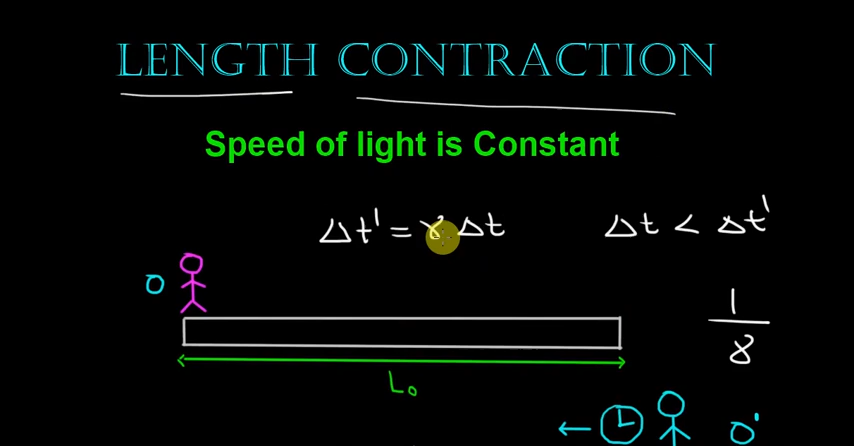 LENGTH CONTRACTION
Speed of light is Constant
Δt' = γ Δt Δt < Δt'
O
1
γ
L₀
← O'